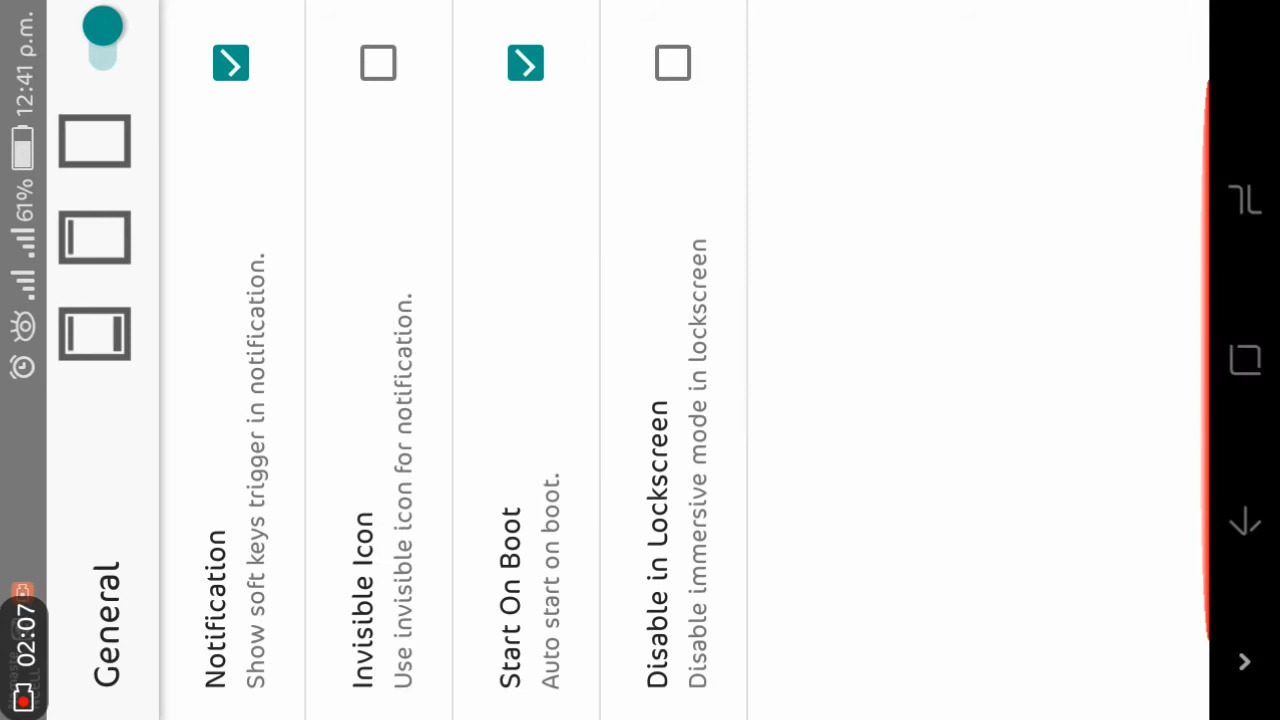 02:07
61% 12:41 p.m.
General
Notification
Show soft keys trigger in notification.
Invisible Icon
Use invisible icon for notification.
Start On Boot
Auto start on boot.
Disable in Lockscreen
Disable immersive mode in lockscreen